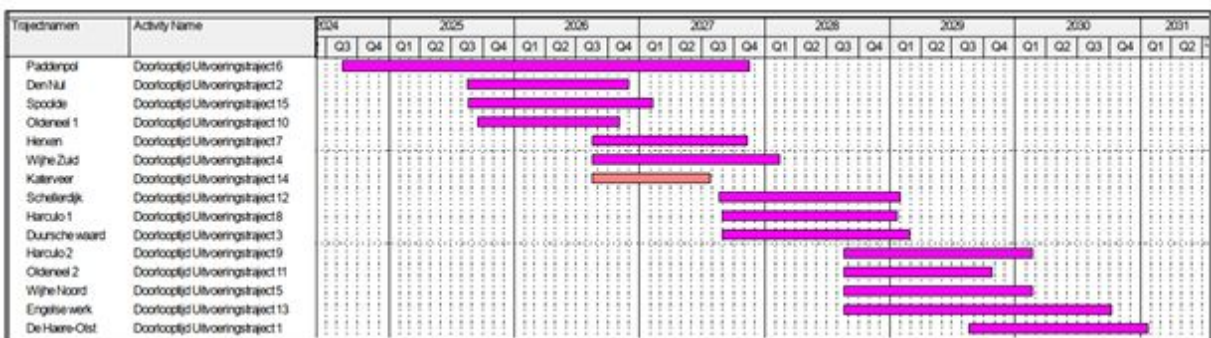 Trajectnamen Activity Name 2024 2025 2026 2027 2028 2029 2030 2031
Q3 Q4 Q1 Q2 Q3 Q4 Q1 Q2 Q3 Q4 Q1 Q2 Q3 Q4 Q1 Q2 Q3 Q4 Q1 Q2 Q3 Q4 Q1 Q2 Q3 Q4 Q1 Q2
Paddenpol Doorlooptijd Uitvoeringstraject 6
Den Nul Doorlooptijd Uitvoeringstraject 2
Spoolde Doorlooptijd Uitvoeringstraject 15
Oldeneel 1 Doorlooptijd Uitvoeringstraject 10
Herxen Doorlooptijd Uitvoeringstraject 7
Wijhe Zuid Doorlooptijd Uitvoeringstraject 4
Katerveer Doorlooptijd Uitvoeringstraject 14
Schellerdijk Doorlooptijd Uitvoeringstraject 12
Harculo 1 Doorlooptijd Uitvoeringstraject 8
Duursche waard Doorlooptijd Uitvoeringstraject 3
Harculo 2 Doorlooptijd Uitvoeringstraject 9
Oldeneel 2 Doorlooptijd Uitvoeringstraject 11
Wijhe Noord Doorlooptijd Uitvoeringstraject 5
Engelse werk Doorlooptijd Uitvoeringstraject 13
De Haere-Olst Doorlooptijd Uitvoeringstraject 1